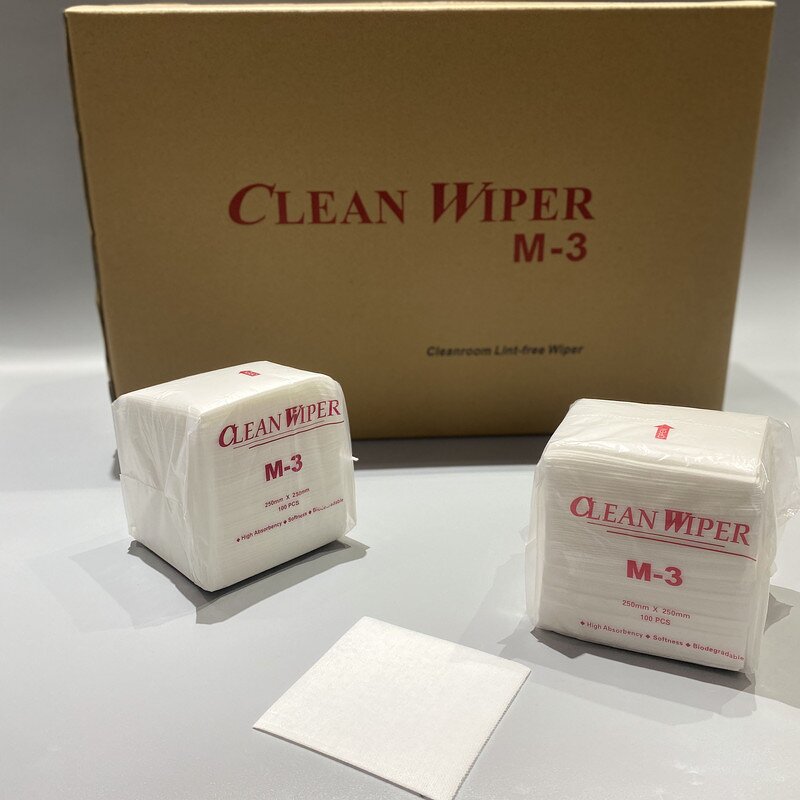 CLEAN WIPER
M-3
Cleanroom Lint-free Wiper
CLEAN WIPER
M-3
250mm X 250mm
100 PCS
◆ High Absorbency ◆ Softness ◆ Biodegradable
CLEAN WIPER
M-3
250mm X 250mm
100 PCS
◆ High Absorbency ◆ Softness ◆ Biodegradable